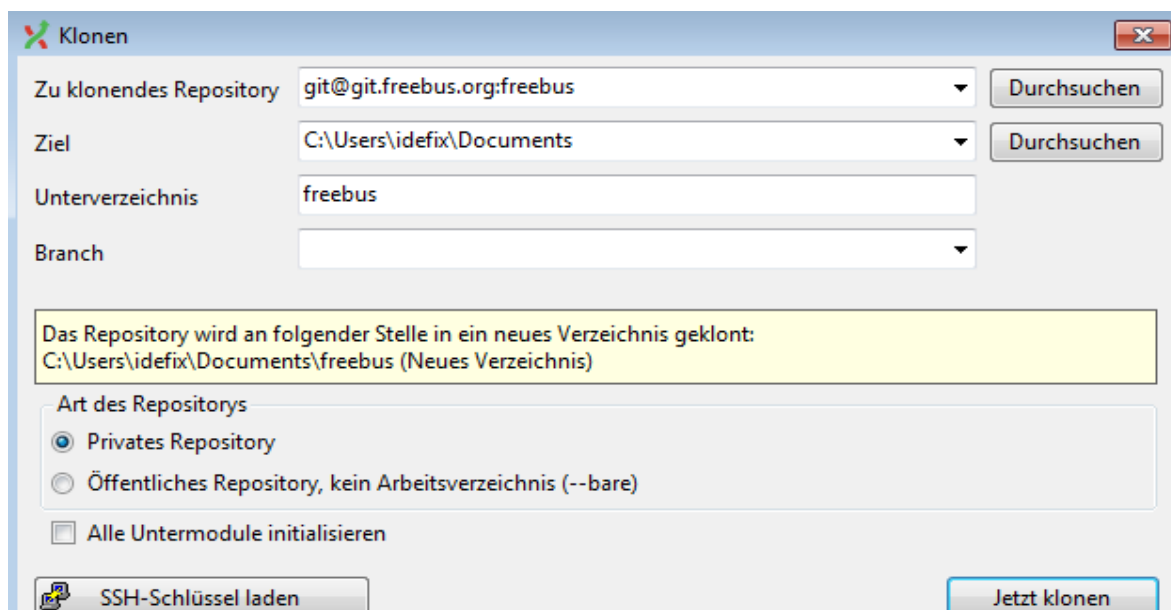 Klonen
Zu klonendes Repository git@git.freebus.org:freebus Durchsuchen
Ziel C:\Users\idefix\Documents Durchsuchen
Unterverzeichnis freebus
Branch
Das Repository wird an folgender Stelle in ein neues Verzeichnis geklont:
C:\Users\idefix\Documents\freebus (Neues Verzeichnis)
Art des Repositorys
Privates Repository
Öffentliches Repository, kein Arbeitsverzeichnis (--bare)
Alle Untermodule initialisieren
SSH-Schlüssel laden Jetzt klonen